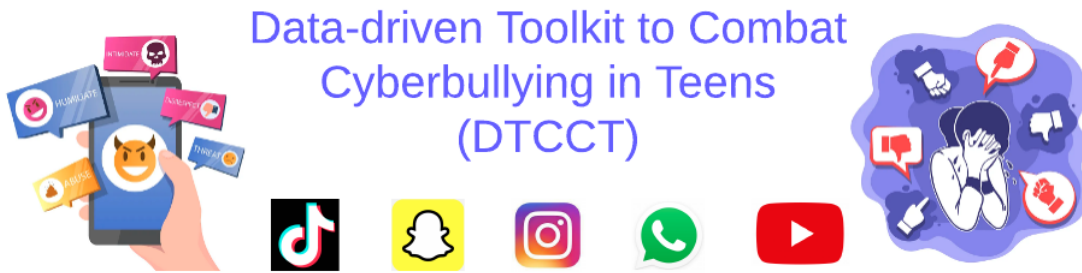 Data-driven Toolkit to Combat
Cyberbullying in Teens
(DTCCT)
INTIMIDATE
HUMILIATE
THREAT
ABUSE